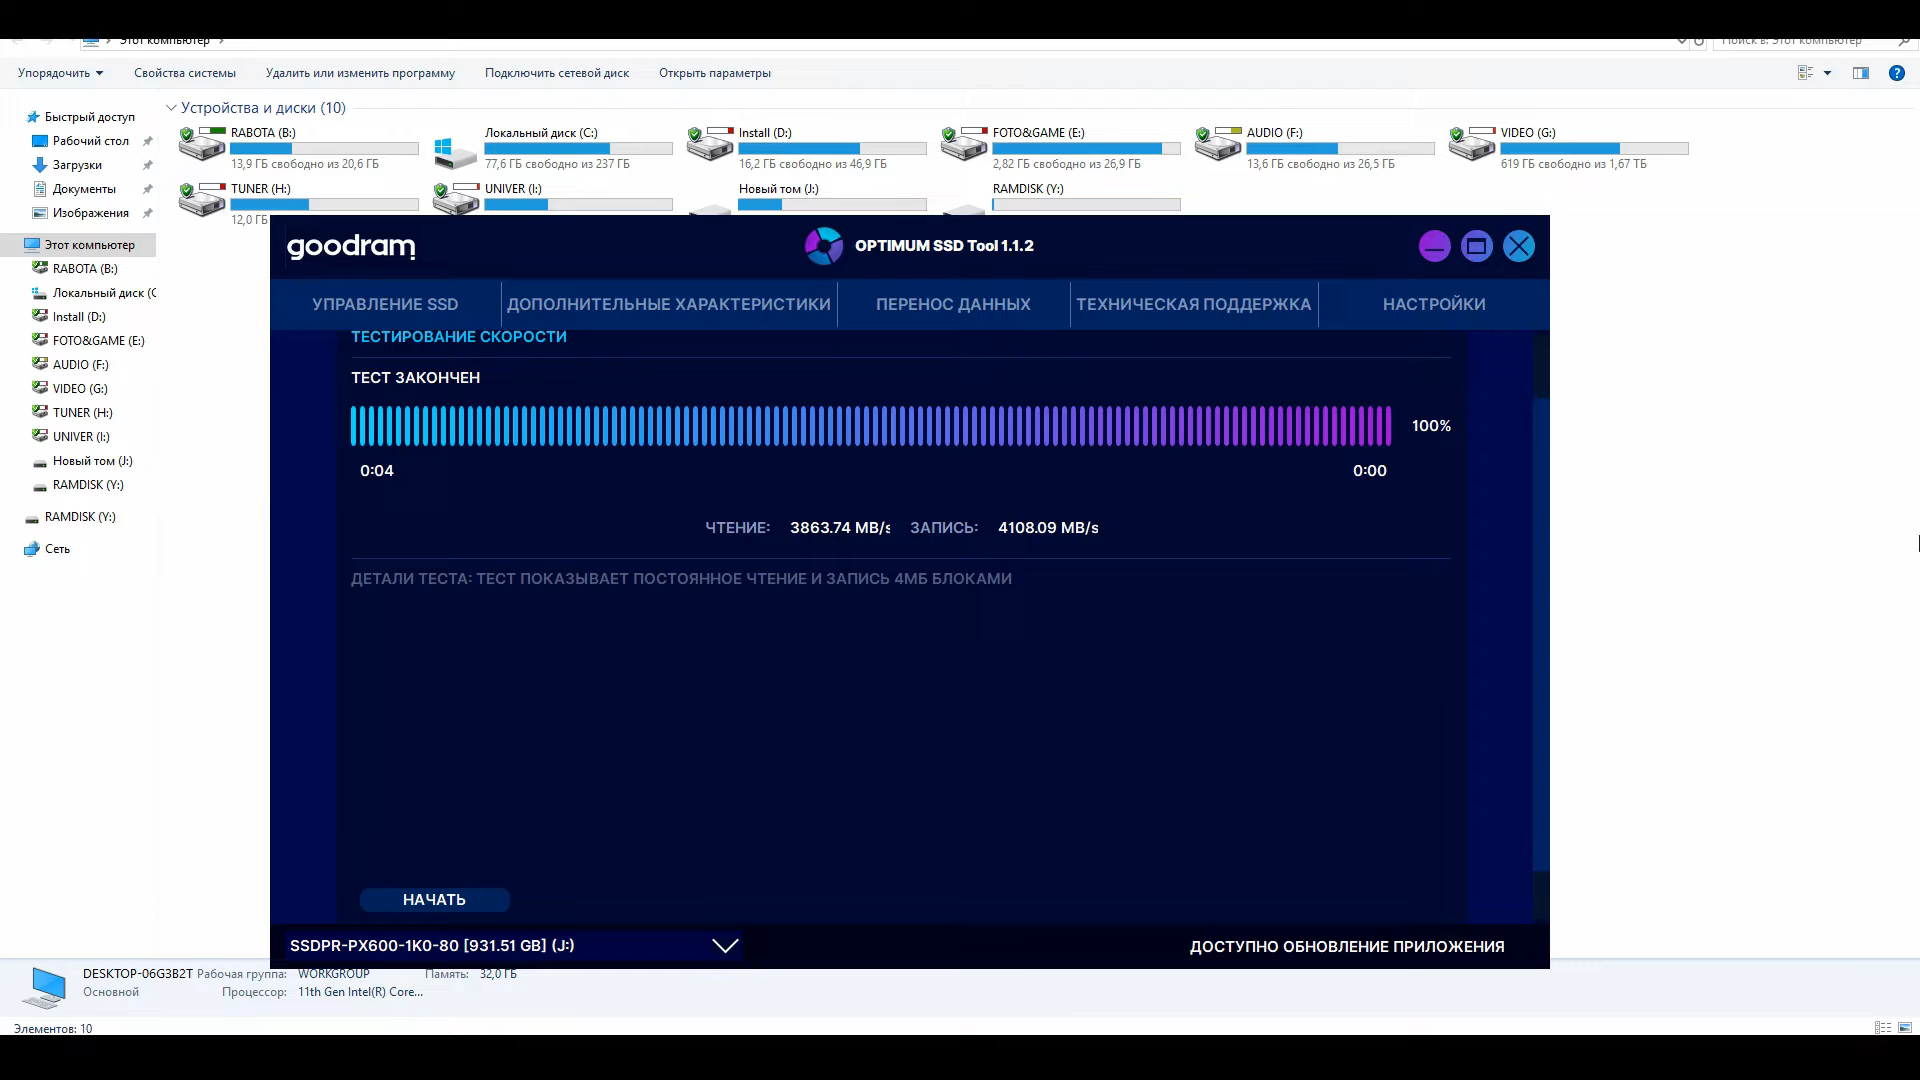 Этот компьютер
Поиск в: Этот компьютер
Упорядочить
Свойства системы
Удалить или изменить программу
Подключить сетевой диск
Открыть параметры
Быстрый доступ
Рабочий стол
Загрузки
Документы
Изображения
Этот компьютер
RABOTA (B:)
Локальный диск (C
Install (D:)
FOTO&GAME (E:)
AUDIO (F:)
VIDEO (G:)
TUNER (H:)
UNIVER (I:)
Новый том (J:)
RAMDISK (Y:)
RAMDISK (Y:)
Сеть
Устройства и диски (10)
RABOTA (B:)
13,9 ГБ свободно из 20,6 ГБ
Локальный диск (C:)
77,6 ГБ свободно из 237 ГБ
Install (D:)
16,2 ГБ свободно из 46,9 ГБ
FOTO&GAME (E:)
2,82 ГБ свободно из 26,9 ГБ
AUDIO (F:)
13,6 ГБ свободно из 26,5 ГБ
VIDEO (G:)
619 ГБ свободно из 1,67 ТБ
TUNER (H:)
12,0 ГБ
UNIVER (I:)
Новый том (J:)
RAMDISK (Y:)
goodram
OPTIMUM SSD Tool 1.1.2
УПРАВЛЕНИЕ SSD
ДОПОЛНИТЕЛЬНЫЕ ХАРАКТЕРИСТИКИ
ПЕРЕНОС ДАННЫХ
ТЕХНИЧЕСКАЯ ПОДДЕРЖКА
НАСТРОЙКИ
ТЕСТИРОВАНИЕ СКОРОСТИ
ТЕСТ ЗАКОНЧЕН
100%
0:04
0:00
ЧТЕНИЕ: 3863.74 MB/s ЗАПИСЬ: 4108.09 MB/s
ДЕТАЛИ ТЕСТА: ТЕСТ ПОКАЗЫВАЕТ ПОСТОЯННОЕ ЧТЕНИЕ И ЗАПИСЬ 4МБ БЛОКАМИ
НАЧАТЬ
SSDPR-PX600-1K0-80 [931.51 GB] (J:)
ДОСТУПНО ОБНОВЛЕНИЕ ПРИЛОЖЕНИЯ
DESKTOP-06G3B2T Рабочая группа: WORKGROUP Память: 32,0 ГБ
Основной Процессор: 11th Gen Intel(R) Core...
Элементов: 10